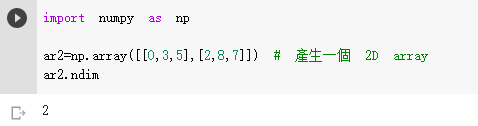 import numpy as np
ar2=np.array([[0,3,5],[2,8,7]]) # 產生一個 2D array
ar2.ndim
2